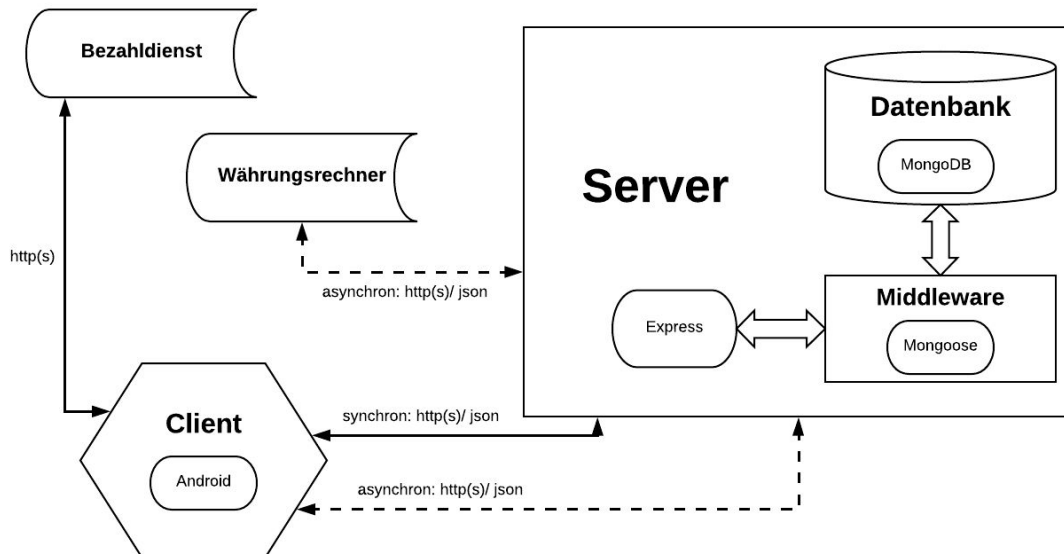 Bezahldienst
Datenbank
MongoDB
Währungsrechner
Server
http(s)
asynchron: http(s)/ json
Middleware
Express
Mongoose
Client
synchron: http(s)/ json
Android
asynchron: http(s)/ json